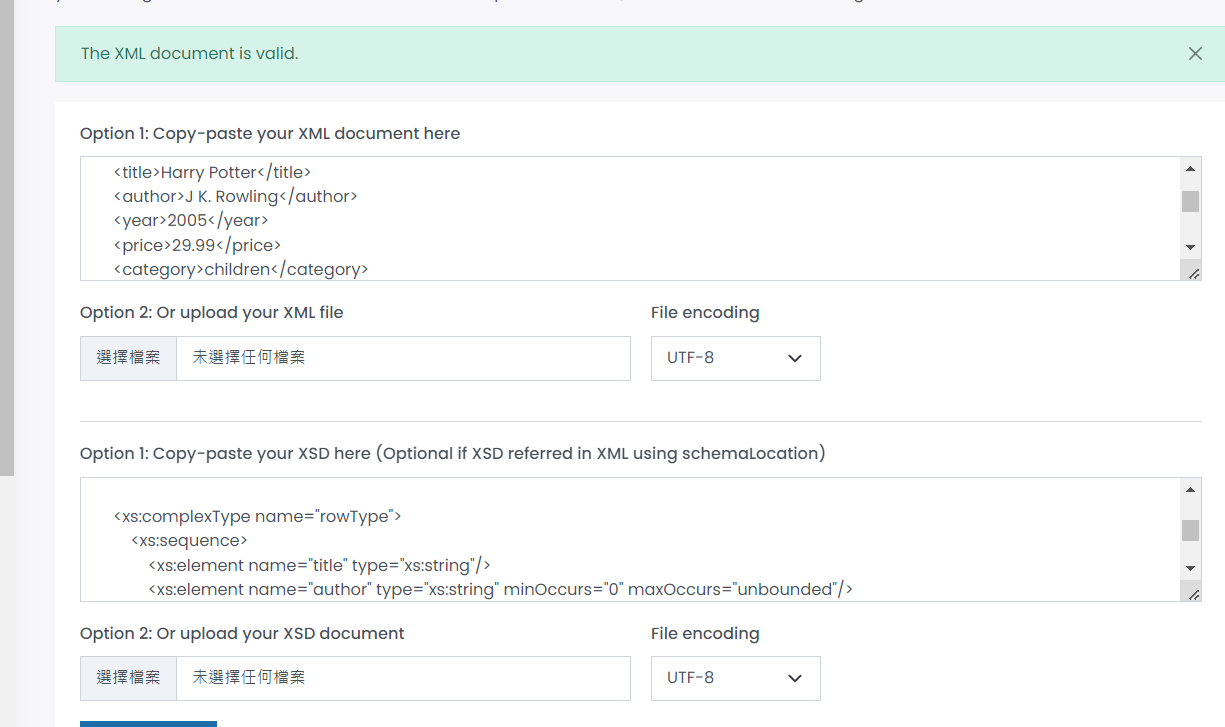 The XML document is valid.
Option 1: Copy-paste your XML document here
<title>Harry Potter</title>
<author>J K. Rowling</author>
<year>2005</year>
<price>29.99</price>
<category>children</category>
Option 2: Or upload your XML file
File encoding
選擇檔案 未選擇任何檔案
UTF-8
Option 1: Copy-paste your XSD here (Optional if XSD referred in XML using schemaLocation)
<xs:complexType name="rowType">
<xs:sequence>
<xs:element name="title" type="xs:string"/>
<xs:element name="author" type="xs:string" minOccurs="0" maxOccurs="unbounded"/>
Option 2: Or upload your XSD document
File encoding
選擇檔案 未選擇任何檔案
UTF-8